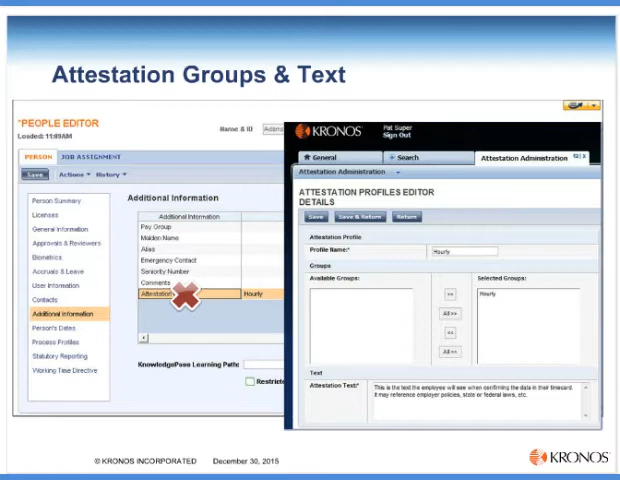 Attestation Groups & Text
*PEOPLE EDITOR
Loaded: 11:09AM
Name & ID
PERSON JOB ASSIGNMENT
Save Actions History
Person Summary
Licenses
General Information
Approvals & Reviewers
Biometrics
Accruals & Leave
User Information
Contacts
Additional Information
Person's Dates
Process Profiles
Statutory Reporting
Working Time Directive
Additional Information
Additional Information
Pay Group
Maiden Name
Alias
Emergency Contact
Seniority Number
Comments
Attestation Hourly
KnowledgePass Learning Path:
Restricte
KRONOS
Pat Super
Sign Out
General Search Attestation Administration
Attestation Administration
ATTESTATION PROFILES EDITOR
DETAILS
Save Save & Return Return
Attestation Profile
Profile Name:* Hourly
Groups
Available Groups: Selected Groups:
Hourly
>>
All >>
<<
All <<
Text
Attestation Text:*
This is the text the employee will see when confirming the data in their timecard.
It may reference employer policies, state or federal laws, etc.
© KRONOS INCORPORATED December 30, 2015
KRONOS